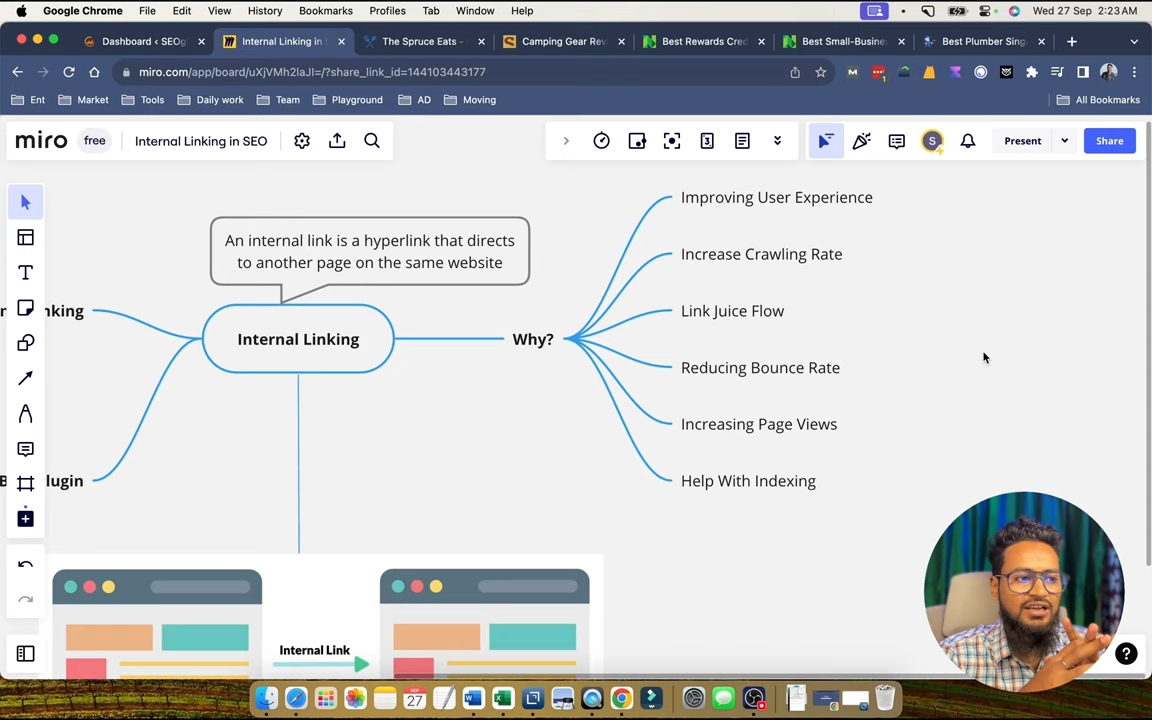 Google Chrome File Edit View History Bookmarks Profiles Tab Window Help Wed 27 Sep 2:23 AM
Dashboard ‹ SEOg Internal Linking in The Spruce Eats - Camping Gear Rev Best Rewards Cred Best Small-Busine Best Plumber Sing
miro.com/app/board/uXjVMh2laJI=/?share_link_id=144103443177
Ent Market Tools Daily work Team Playground AD Moving All Bookmarks
miro free Internal Linking in SEO 3 S Present Share
Improving User Experience
An internal link is a hyperlink that directs
to another page on the same website
Increase Crawling Rate
nking
Link Juice Flow
Internal Linking
Why?
Reducing Bounce Rate
Increasing Page Views
lugin
Help With Indexing
Internal Link
SEP
27